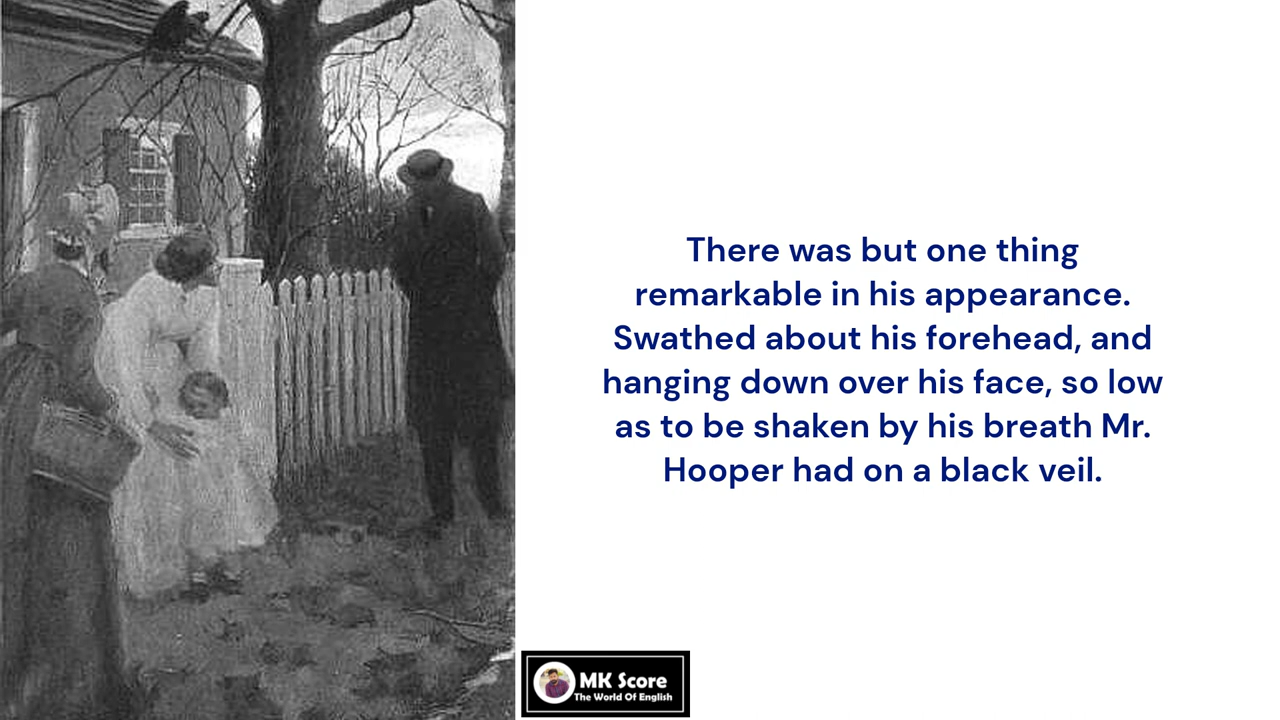 There was but one thing
remarkable in his appearance.
Swathed about his forehead, and
hanging down over his face, so low
as to be shaken by his breath Mr.
Hooper had on a black veil.
MK Score
The World Of English